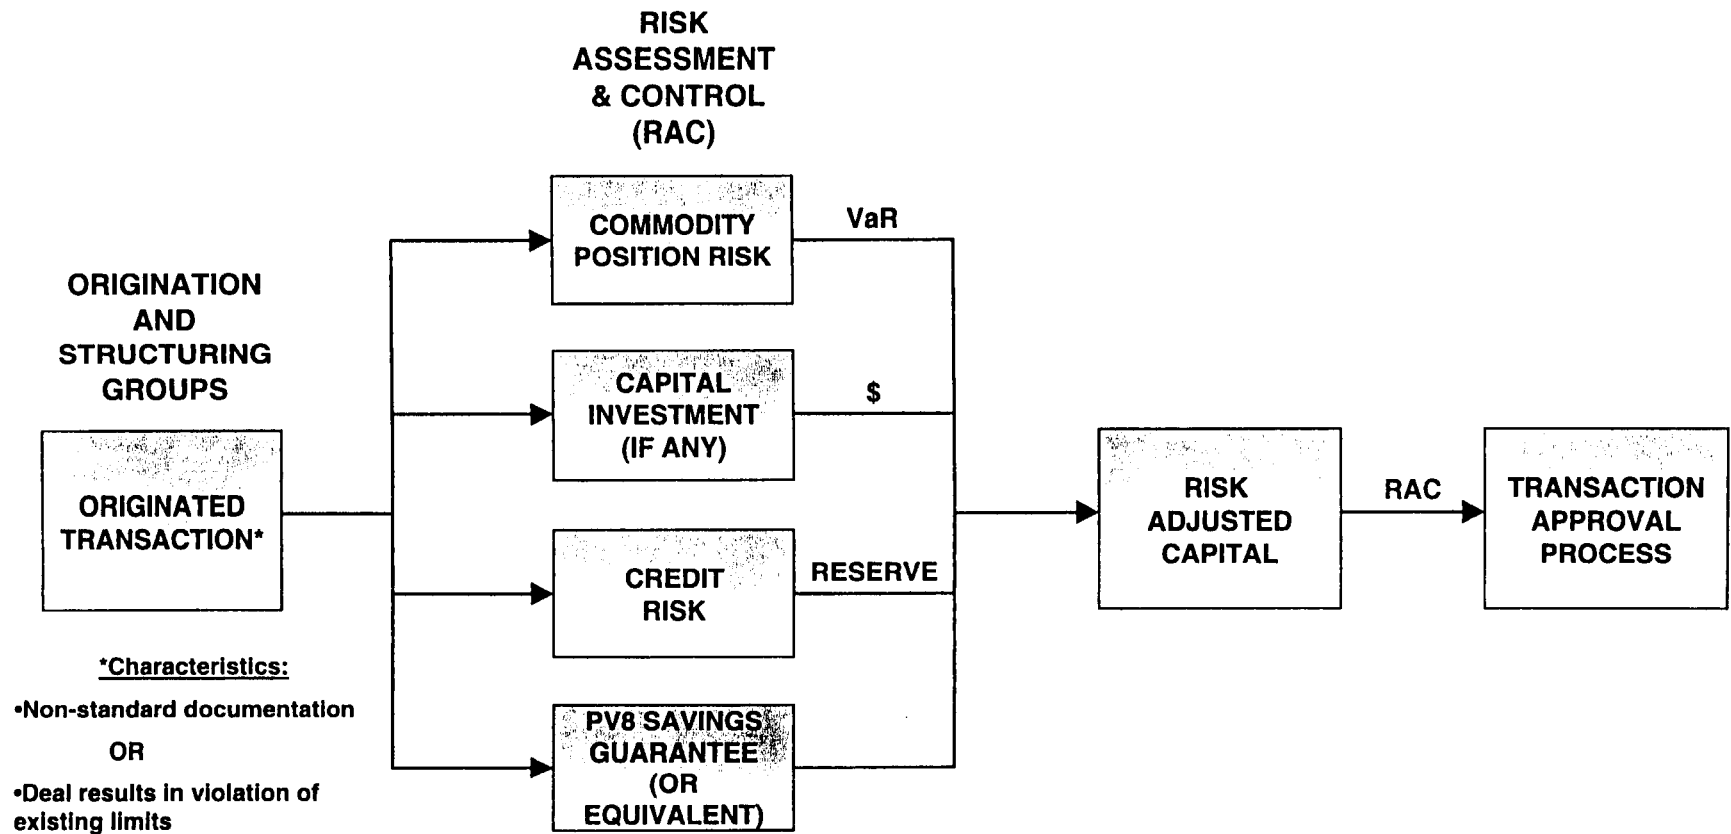 RISK
ASSESSMENT
& CONTROL
(RAC)
ORIGINATION
AND
STRUCTURING
GROUPS
ORIGINATED
TRANSACTION*
*Characteristics:
•Non-standard documentation
OR
•Deal results in violation of
existing limits
COMMODITY
POSITION RISK
VaR
CAPITAL
INVESTMENT
(IF ANY)
$
CREDIT
RISK
RESERVE
PV8 SAVINGS
GUARANTEE
(OR
EQUIVALENT)
RISK
ADJUSTED
CAPITAL
RAC
TRANSACTION
APPROVAL
PROCESS